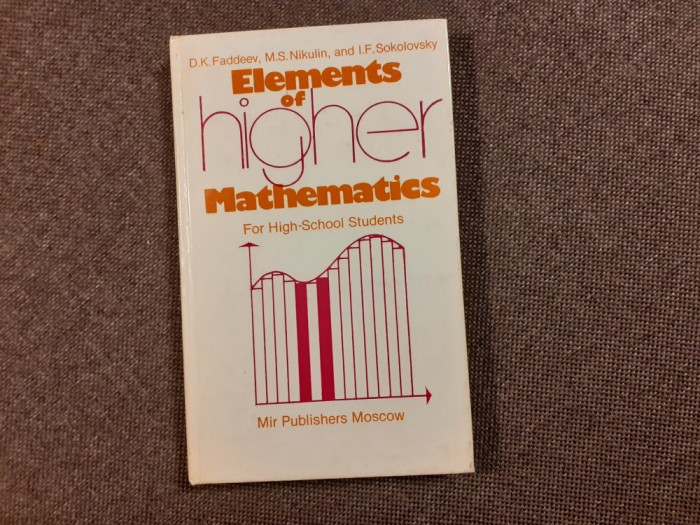 D.K.Faddeev, M.S.Nikulin, and I.F.Sokolovsky
Elements
of
higher
Mathematics
For High-School Students
Mir Publishers Moscow